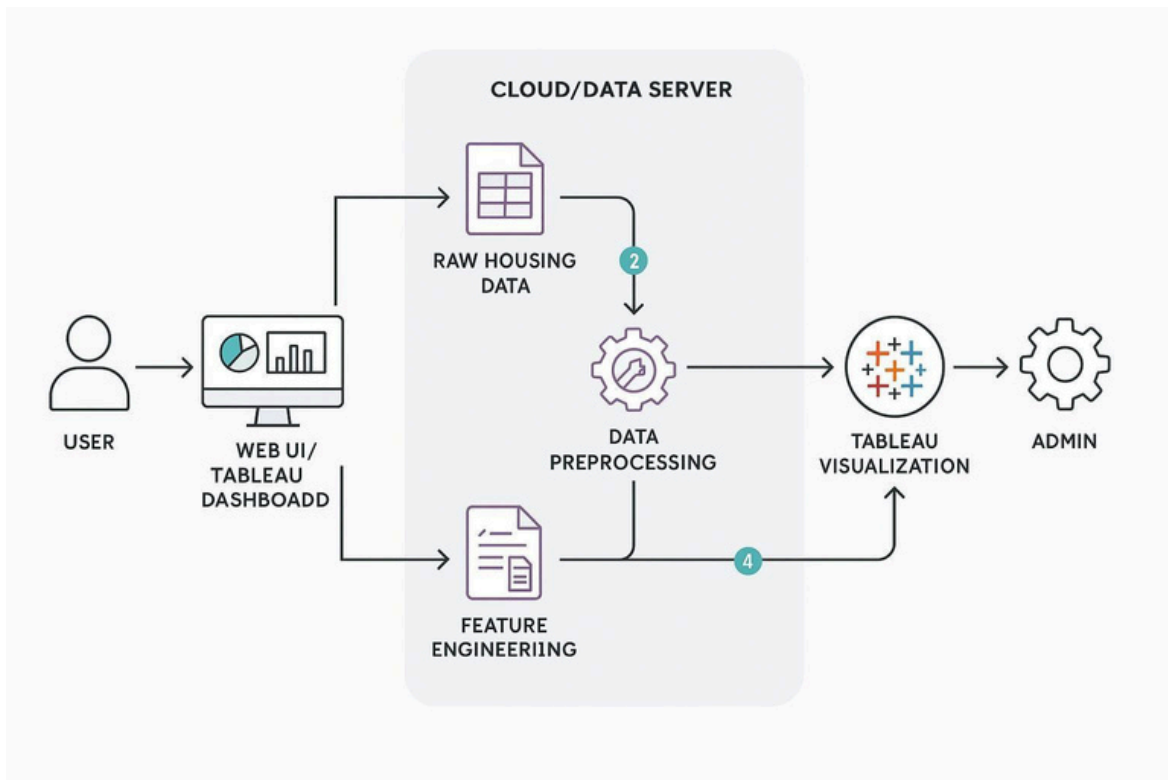 CLOUD/DATA SERVER
RAW HOUSING
DATA
2
USER
WEB UI/
TABLEAU
DASHBOADD
DATA
PREPROCESSING
TABLEAU
VISUALIZATION
ADMIN
4
FEATURE
ENGINEERI1NG